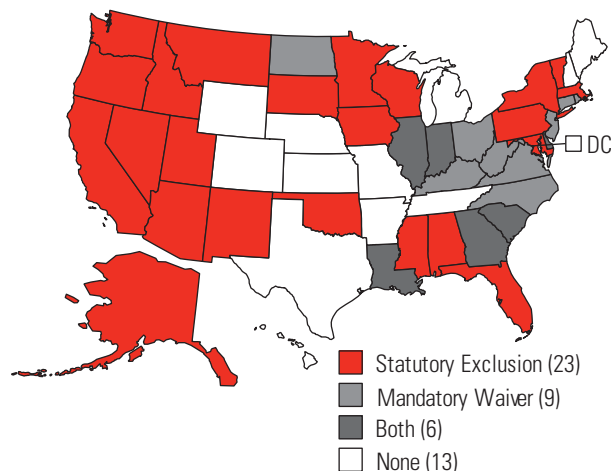 DC
Statutory Exclusion (23)
Mandatory Waiver (9)
Both (6)
None (13)